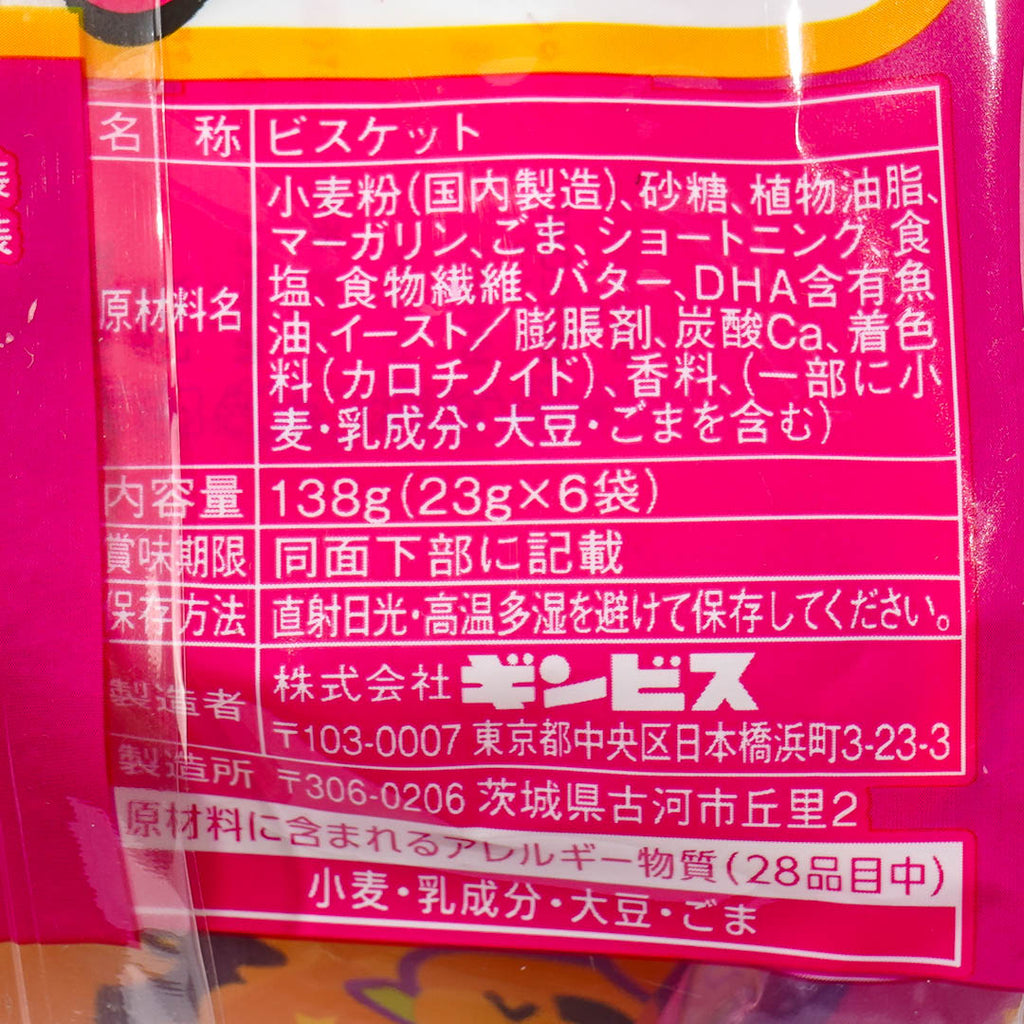 名称 ビスケット
原材料名 小麦粉(国内製造)、砂糖、植物油脂、
マーガリン、ごま、ショートニング、食
塩、食物繊維、バター、DHA含有魚
油、イースト／膨脹剤、炭酸Ca、着色
料(カロチノイド)、香料、(一部に小
麦・乳成分・大豆・ごまを含む)
内容量 138g(23g×6袋)
賞味期限 同面下部に記載
保存方法 直射日光・高温多湿を避けて保存してください。
製造者 株式会社ギンビス
〒103-0007 東京都中央区日本橋浜町3-23-3
製造所 〒306-0206 茨城県古河市丘里2
原材料に含まれるアレルギー物質(28品目中)
小麦・乳成分・大豆・ごま